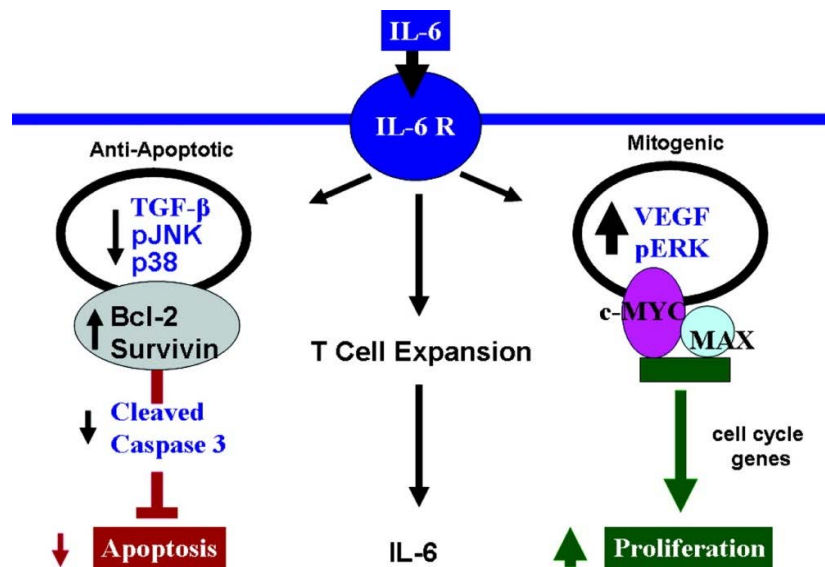 IL-6
IL-6 R
Anti-Apoptotic
TGF-β
pJNK
p38
Bcl-2
Survivin
Cleaved
Caspase 3
Apoptosis
T Cell Expansion
IL-6
Mitogenic
VEGF
pERK
c-MYC
MAX
cell cycle
genes
Proliferation